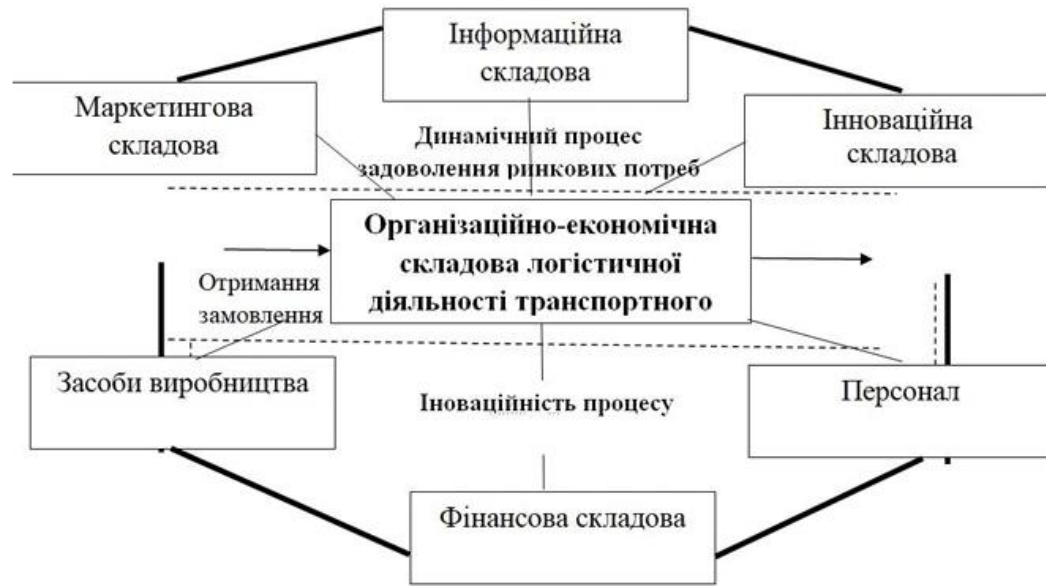 Інформаційна
складова
Маркетингова
складова
Динамічний процес
задоволення ринкових потреб
Інноваційна
складова
Організаційно-економічна
складова логістичної
діяльності транспортного
Отримання
замовлення
Засоби виробництва
Іноваційність процесу
Персонал
Фінансова складова